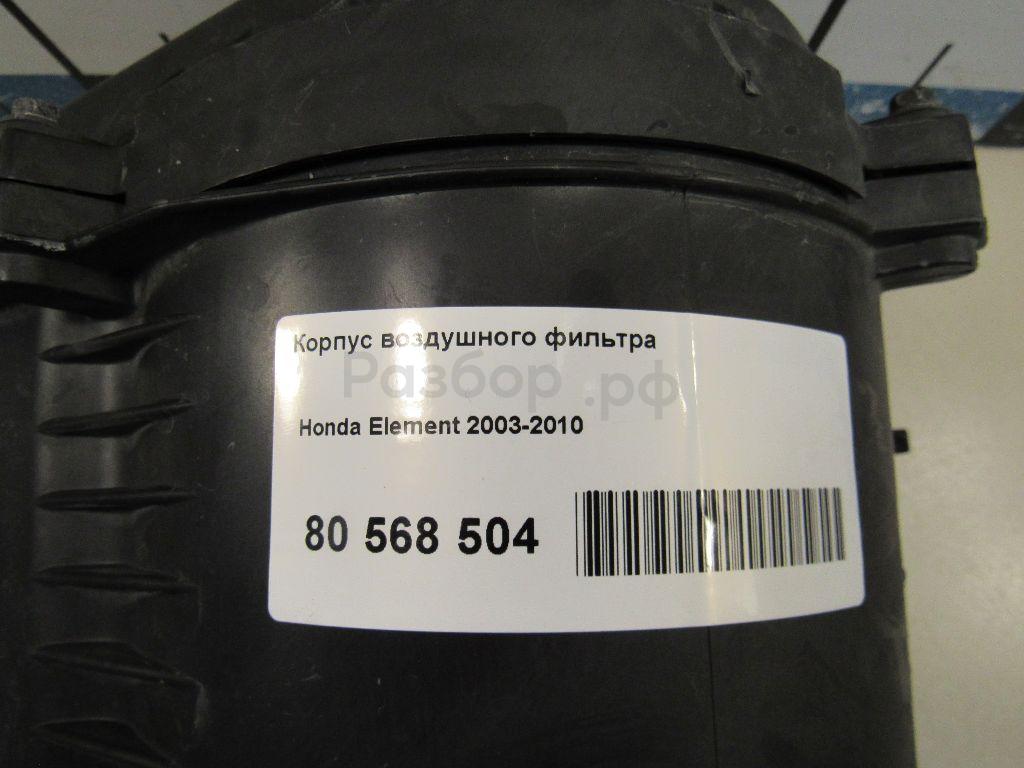 Корпус воздушного фильтра
Разбор.рф
Honda Element 2003-2010
80 568 504